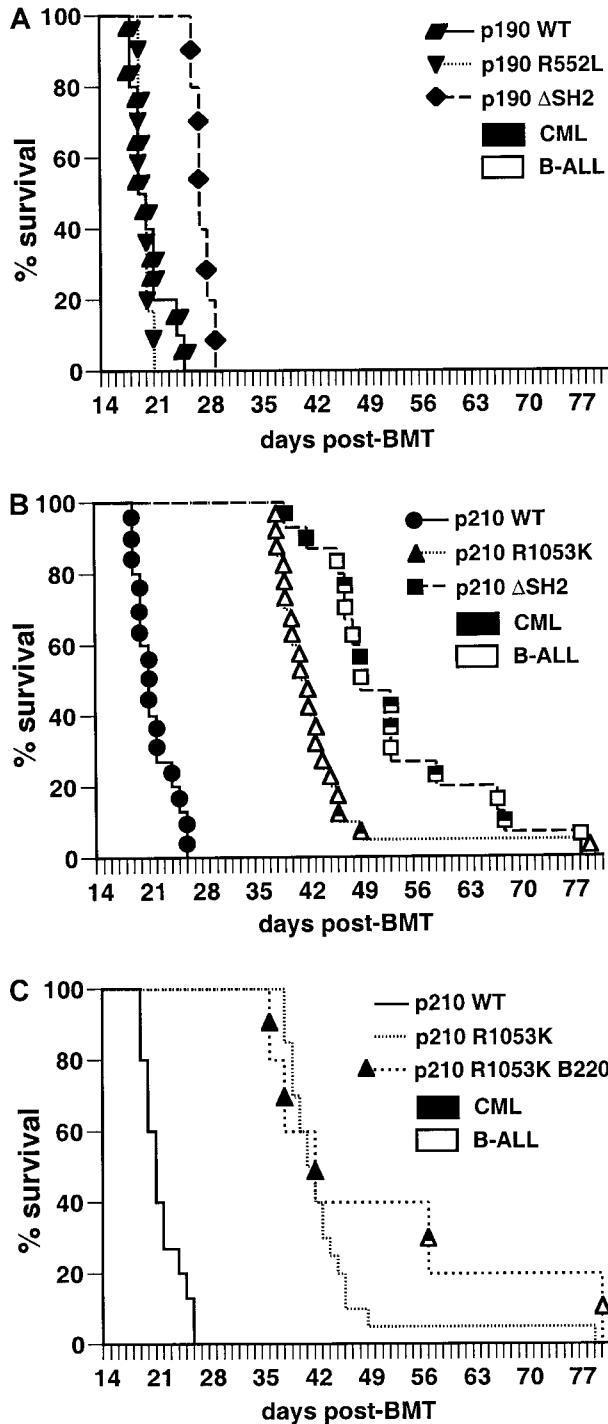 A
p190 WT
p190 R552L
p190 ΔSH2
CML
B-ALL
100
80
60
40
20
0
% survival
14 21 28 35 42 49 56 63 70 77
days post-BMT
B
p210 WT
p210 R1053K
p210 ΔSH2
CML
B-ALL
100
80
60
40
20
0
% survival
14 21 28 37 42 49 56 63 70 77
days post-BMT
C
p210 WT
p210 R1053K
p210 R1053K B220
CML
B-ALL
100
80
60
40
20
0
% survival
14 21 28 35 42 49 56 63 70 77
days post-BMT